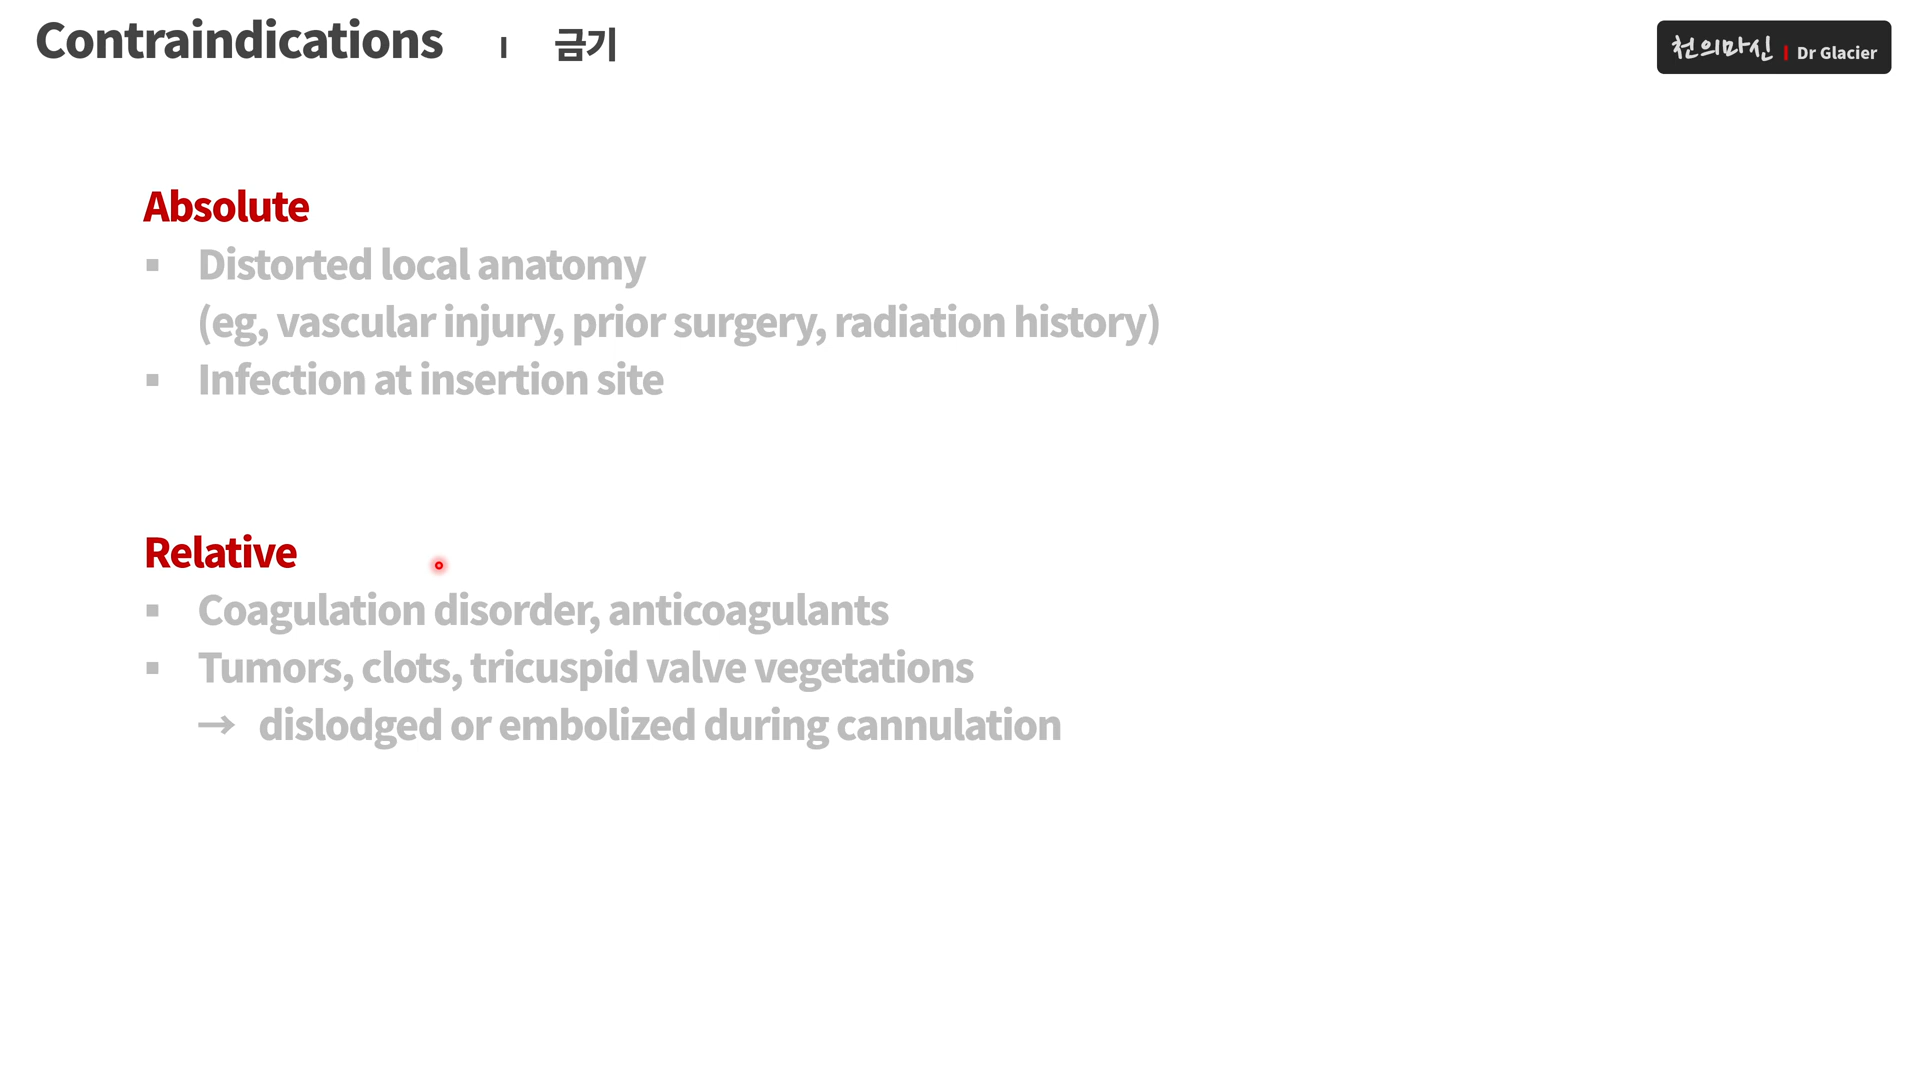 Contraindications ı 금기
천의마신 | Dr Glacier
Absolute
▪ Distorted local anatomy
(eg, vascular injury, prior surgery, radiation history)
▪ Infection at insertion site
Relative
▪ Coagulation disorder, anticoagulants
▪ Tumors, clots, tricuspid valve vegetations
→ dislodged or embolized during cannulation